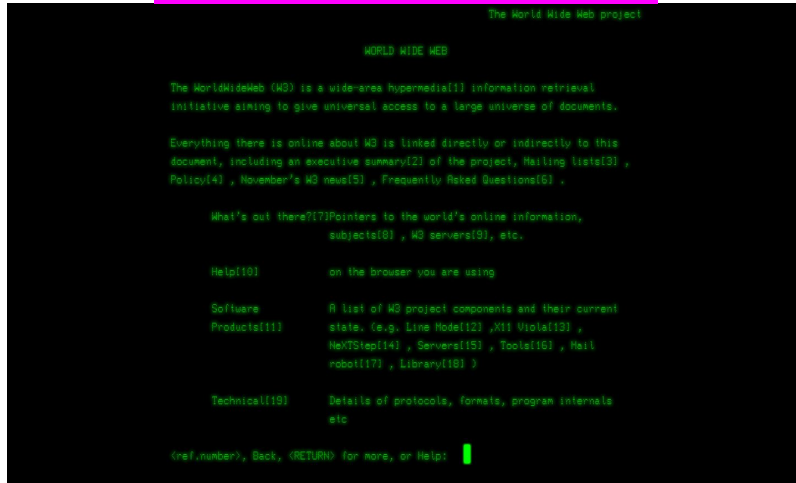 The World Wide Web project
WORLD WIDE WEB
The WorldWideWeb (W3) is a wide-area hypermedia[1] information retrieval
initiative aiming to give universal access to a large universe of documents.
Everything there is online about W3 is linked directly or indirectly to this
document, including an executive summary[2] of the project, Mailing lists[3] ,
Policy[4] , November's W3 news[5] , Frequently Asked Questions[6] .
What's out there?[7]Pointers to the world's online information,
subjects[8] , W3 servers[9], etc.
Help[10] on the browser you are using
Software A list of W3 project components and their current
Products[11] state. (e.g. Line Mode[12] ,X11 Viola[13] ,
NeXTStep[14] , Servers[15] , Tools[16] , Mail
robot[17] , Library[18] )
Technical[19] Details of protocols, formats, program internals
etc
<ref.number>, Back, <RETURN> for more, or Help: